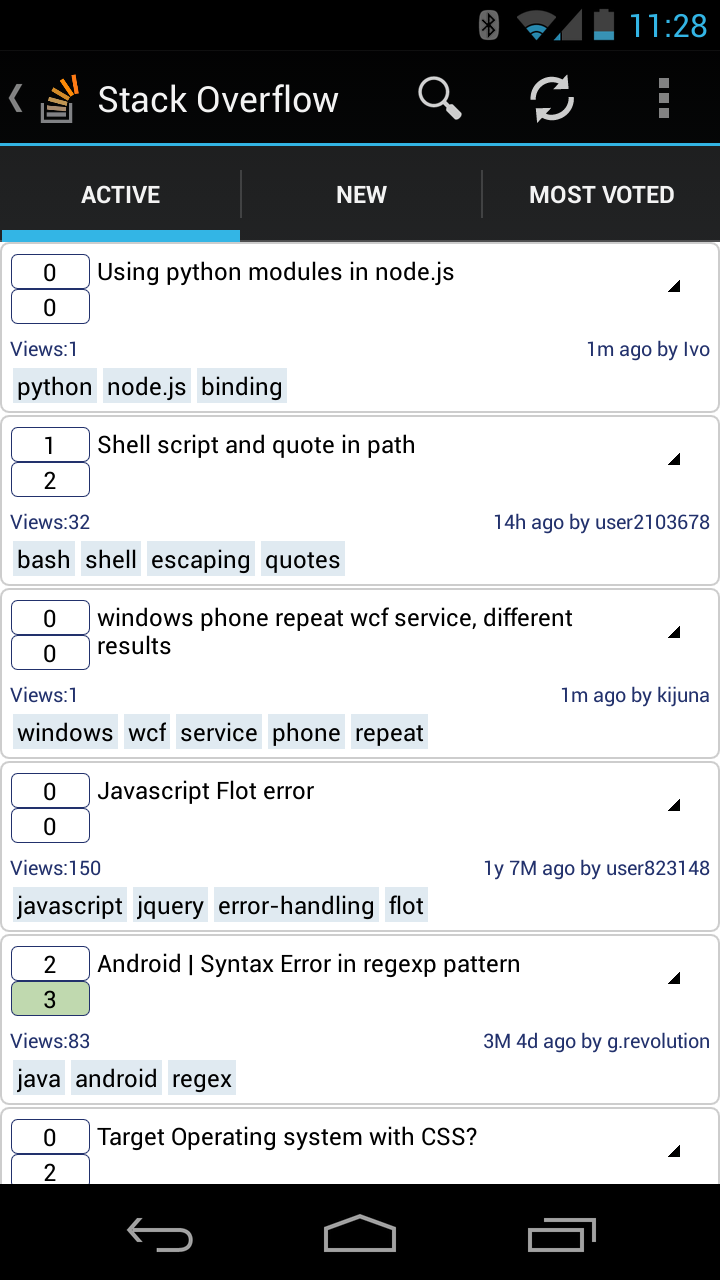 11:28
Stack Overflow
ACTIVE NEW MOST VOTED
0 Using python modules in node.js
0
Views:1 1m ago by Ivo
python node.js binding
1 Shell script and quote in path
2
Views:32 14h ago by user2103678
bash shell escaping quotes
0 windows phone repeat wcf service, different
0 results
Views:1 1m ago by kijuna
windows wcf service phone repeat
0 Javascript Flot error
0
Views:150 1y 7M ago by user823148
javascript jquery error-handling flot
2 Android | Syntax Error in regexp pattern
3
Views:83 3M 4d ago by g.revolution
java android regex
0 Target Operating system with CSS?
2